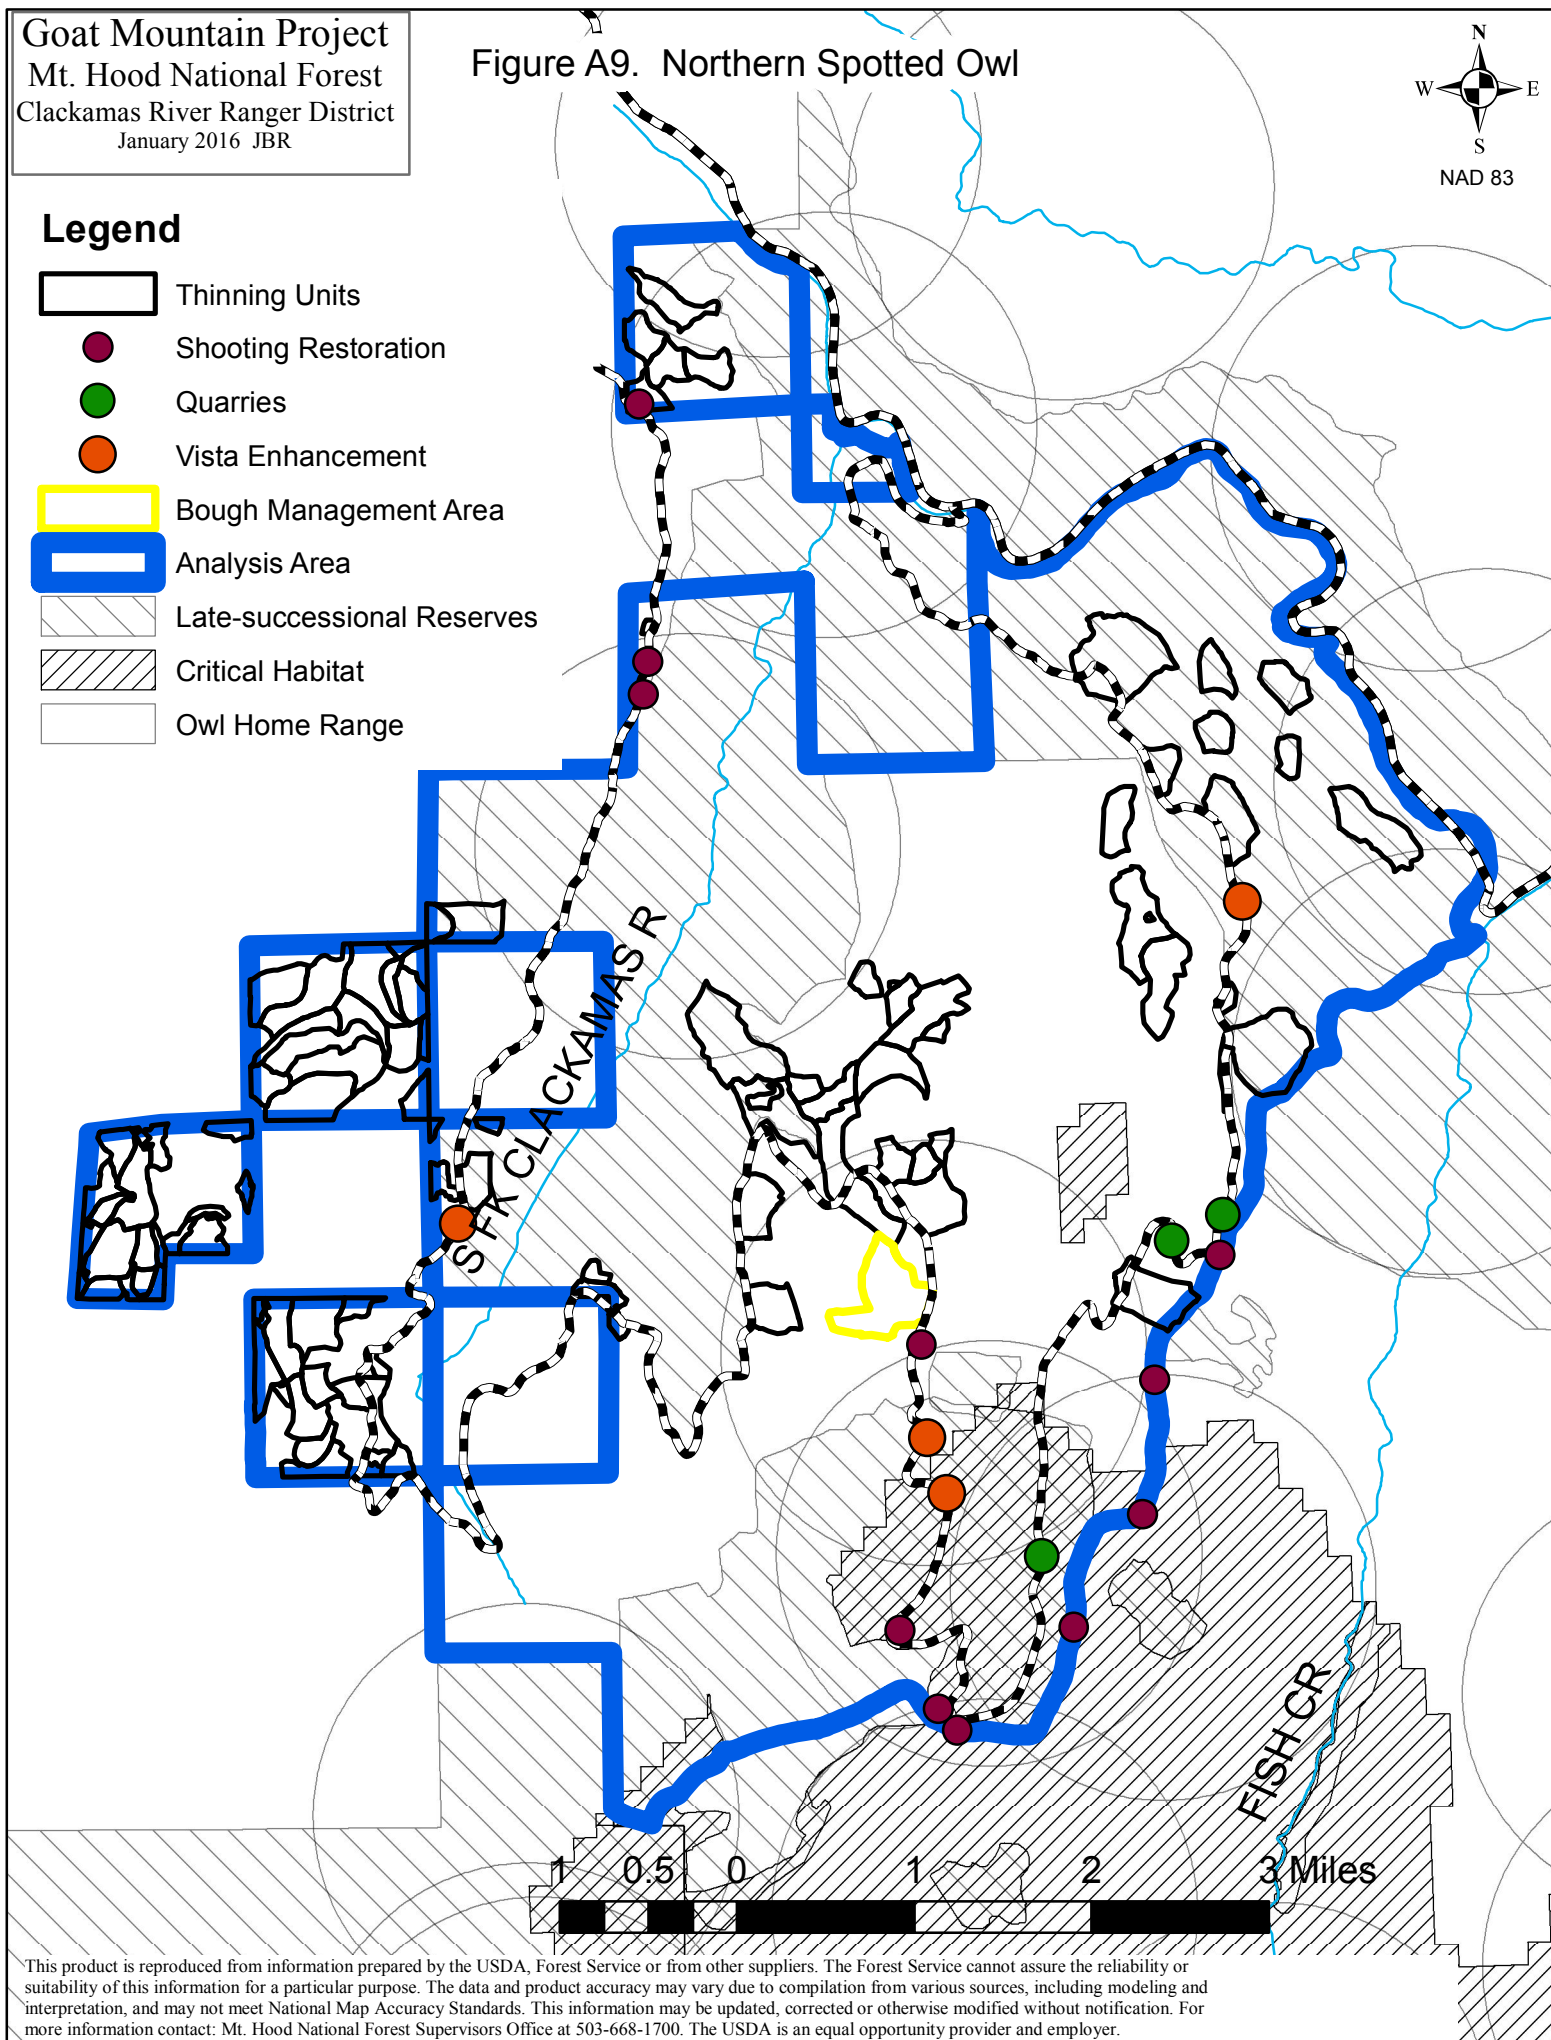 Goat Mountain Project
Mt. Hood National Forest
Clackamas River Ranger District
January 2016 JBR
Figure A9. Northern Spotted Owl
N
W E
S
NAD 83
Legend
Thinning Units
Shooting Restoration
Quarries
Vista Enhancement
Bough Management Area
Analysis Area
Late-successional Reserves
Critical Habitat
Owl Home Range
S FK CLACKAMAS R
FISH CR
1 0.5 0 1 2 3 Miles
This product is reproduced from information prepared by the USDA, Forest Service or from other suppliers. The Forest Service cannot assure the reliability or
suitability of this information for a particular purpose. The data and product accuracy may vary due to compilation from various sources, including modeling and
interpretation, and may not meet National Map Accuracy Standards. This information may be updated, corrected or otherwise modified without notification. For
more information contact: Mt. Hood National Forest Supervisors Office at 503-668-1700. The USDA is an equal opportunity provider and employer.